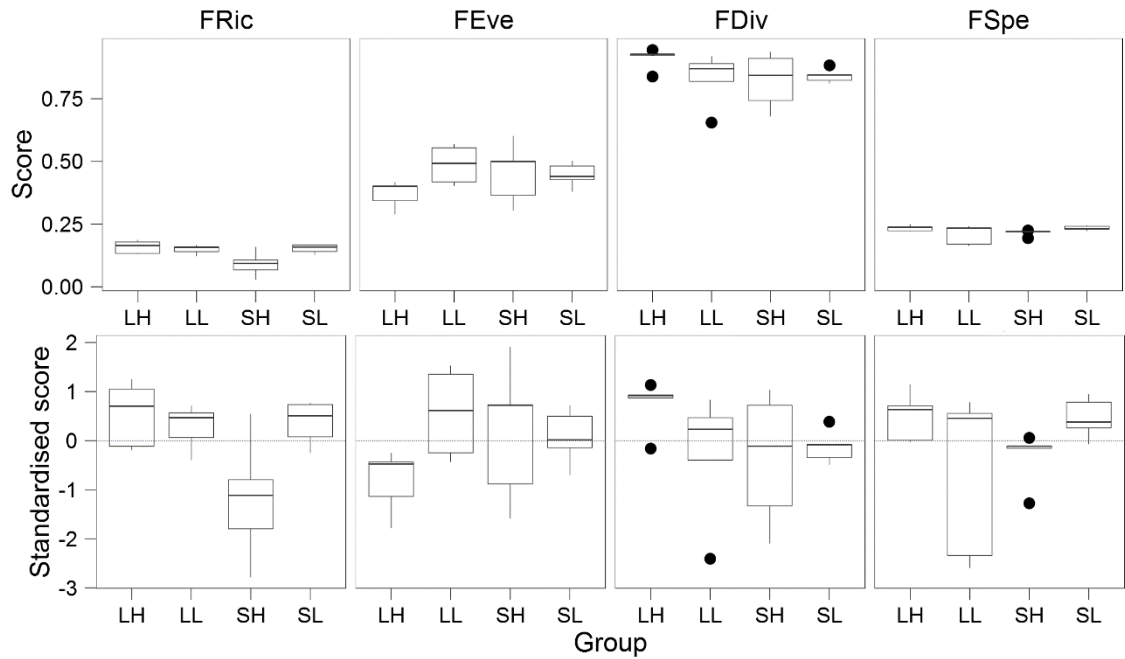 FRic FEve FDiv FSpe
Score
0.75
0.50
0.25
0.00
LH LL SH SL LH LL SH SL LH LL SH SL LH LL SH SL
Standardised score
2
1
0
-1
-2
-3
LH LL SH SL LH LL SH SL LH LL SH SL LH LL SH SL
Group